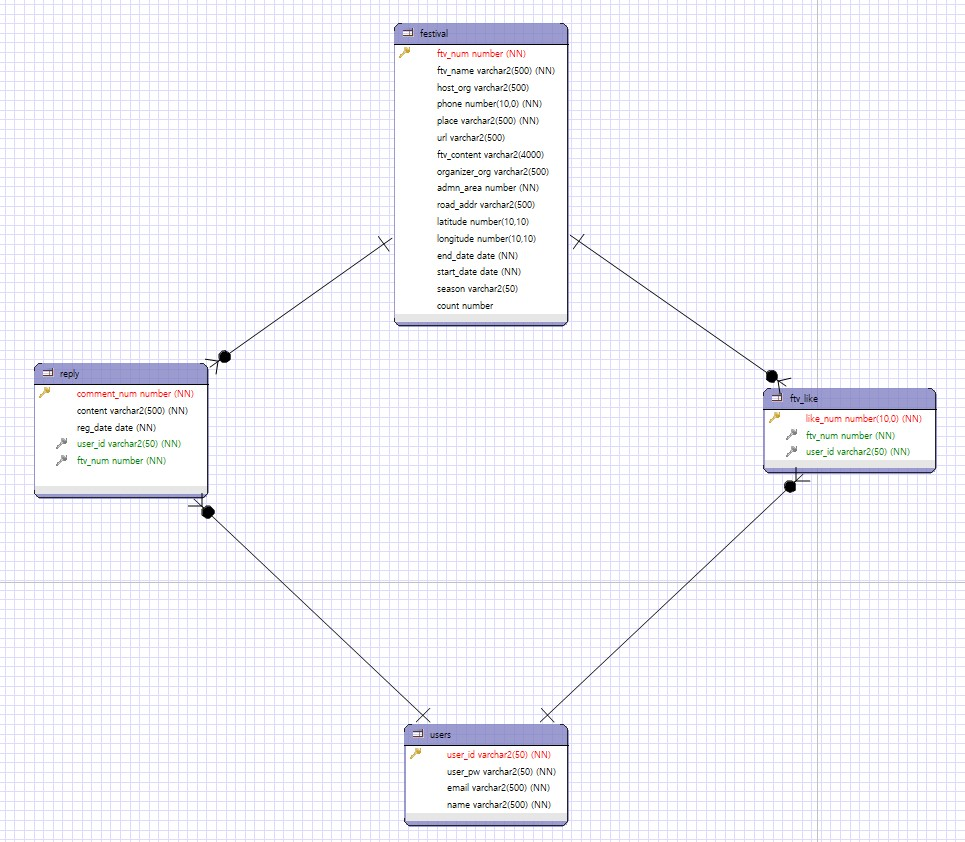 festival
ftv_num number (NN)
ftv_name varchar2(500) (NN)
host_org varchar2(500)
phone number(10,0) (NN)
place varchar2(500) (NN)
url varchar2(500)
ftv_content varchar2(4000)
organizer_org varchar2(500)
admn_area number (NN)
road_addr varchar2(500)
latitude number(10,10)
longitude number(10,10)
end_date date (NN)
start_date date (NN)
season varchar2(50)
count number
reply
comment_num number (NN)
content varchar2(500) (NN)
reg_date date (NN)
user_id varchar2(50) (NN)
ftv_num number (NN)
ftv_like
like_num number(10,0) (NN)
ftv_num number (NN)
user_id varchar2(50) (NN)
users
user_id varchar2(50) (NN)
user_pw varchar2(50) (NN)
email varchar2(500) (NN)
name varchar2(500) (NN)